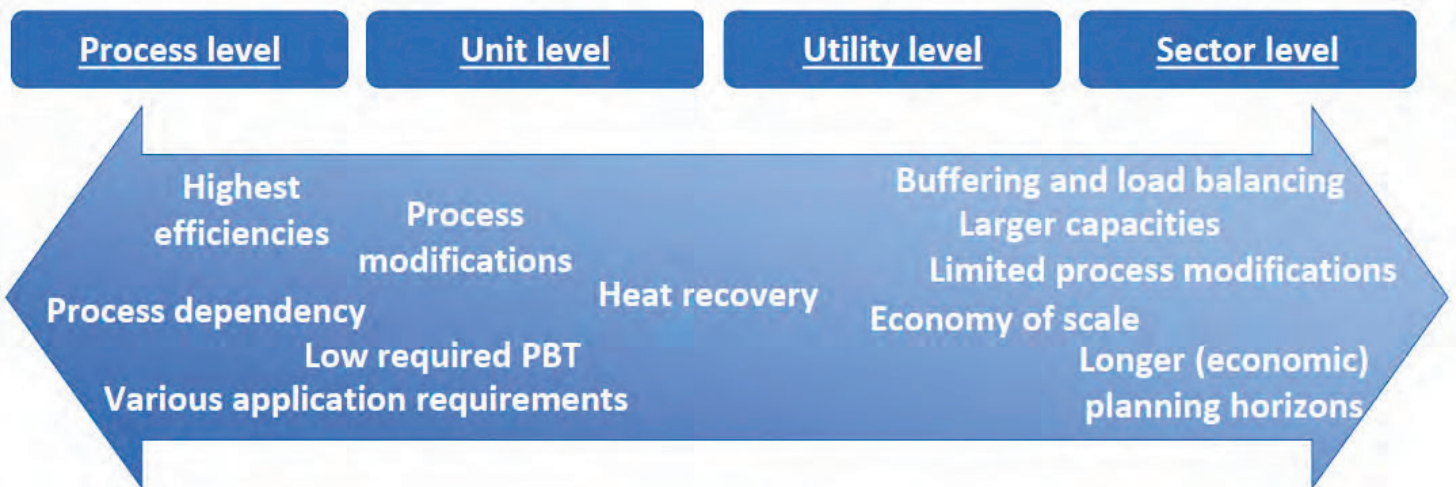 Process level
Unit level
Utility level
Sector level
Highest
efficiencies
Process
modifications
Process dependency
Low required PBT
Various application requirements
Heat recovery
Buffering and load balancing
Larger capacities
Limited process modifications
Economy of scale
Longer (economic)
planning horizons